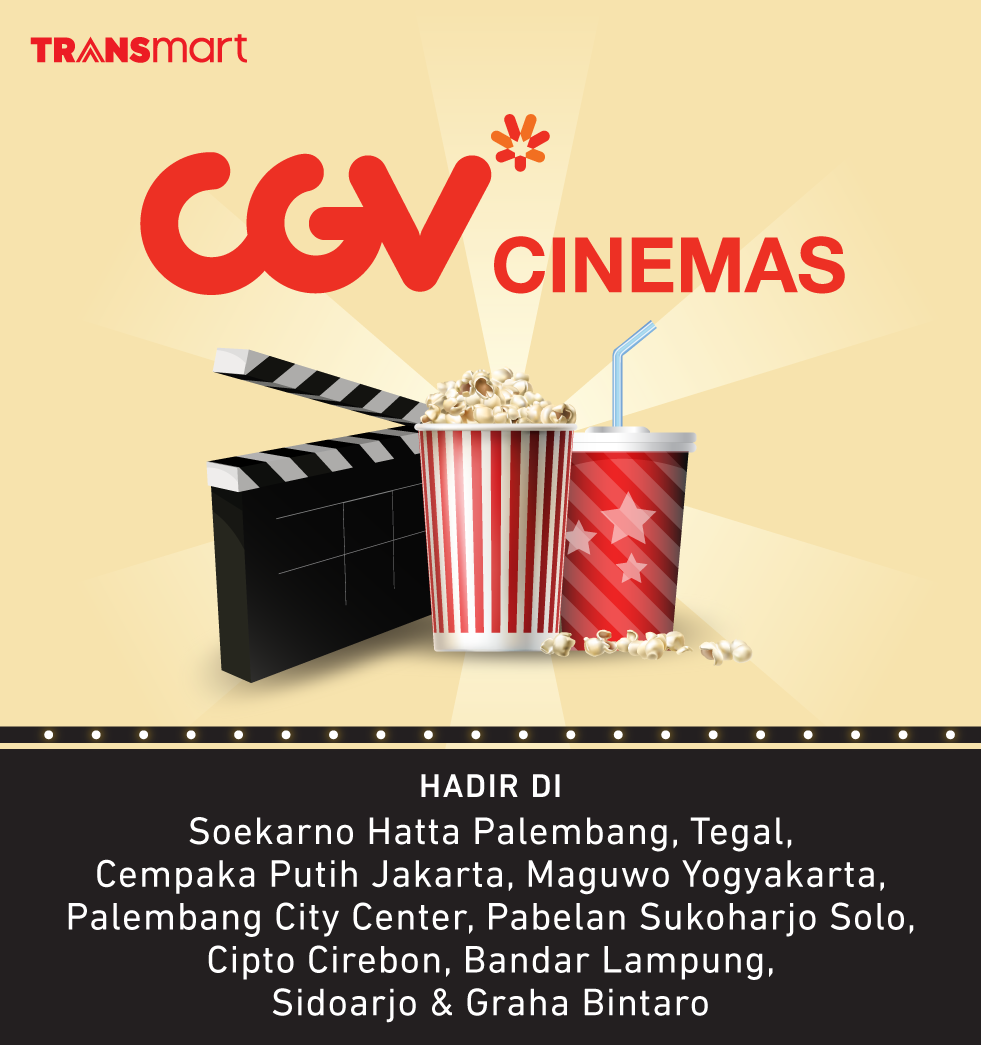 TRANSmart
CGV CINEMAS
HADIR DI
Soekarno Hatta Palembang, Tegal,
Cempaka Putih Jakarta, Maguwo Yogyakarta,
Palembang City Center, Pabelan Sukoharjo Solo,
Cipto Cirebon, Bandar Lampung,
Sidoarjo & Graha Bintaro